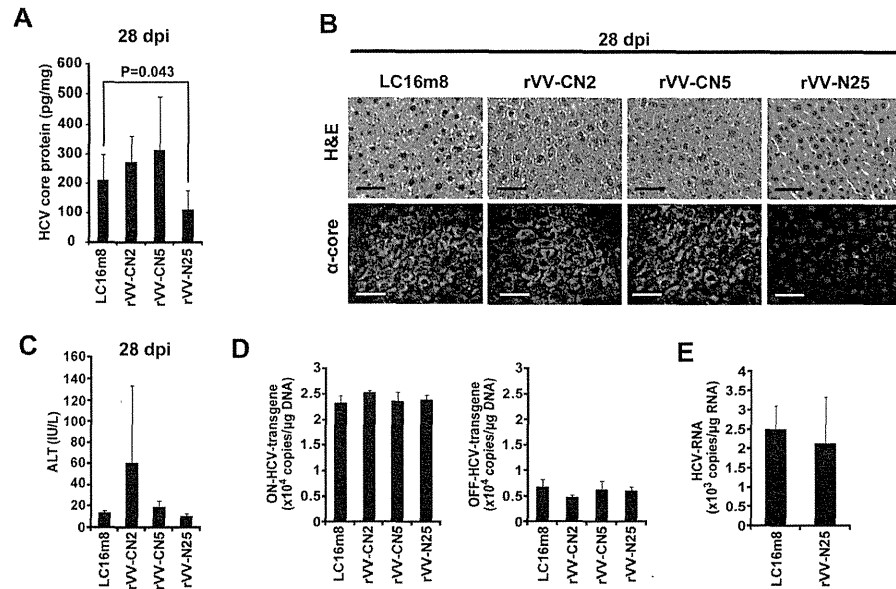 A
28 dpi
P=0.043
HCV core protein (pg/mg)
600
500
400
300
200
100
0
LC16m8
rVV-CN2
rVV-CN5
rVV-N25
B
28 dpi
LC16m8
rVV-CN2
rVV-CN5
rVV-N25
H&E
α-core
C
28 dpi
ALT (IU/L)
160
140
120
100
80
60
40
20
0
LC16m8
rVV-CN2
rVV-CN5
rVV-N25
D
ON-HCV-transgene
(x10⁴ copies/µg DNA)
3
2.5
2
1.5
1
0.5
0
LC16m8
rVV-CN2
rVV-CN5
rVV-N25
OFF-HCV-transgene
(x10⁴ copies/µg DNA)
3
2.5
2
1.5
1
0.5
0
LC16m8
rVV-CN2
rVV-CN5
rVV-N25
E
HCV-RNA
(x10³ copies/µg RNA)
4
3.5
3
2.5
2
1.5
1
0.5
0
LC16m8
rVV-N25